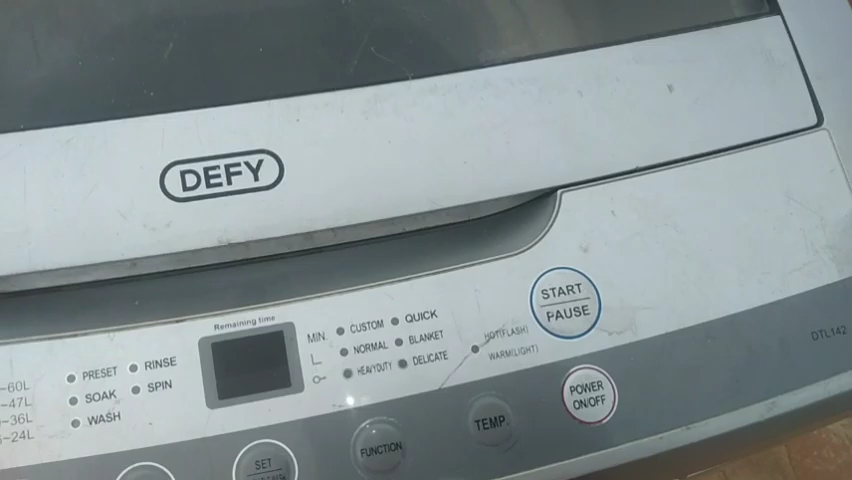 DEFY
START
PAUSE
Remaining time
MIN
CUSTOM
QUICK
NORMAL
BLANKET
HEAVYDUTY
DELICATE
HOT(FLASH)
WARM(LIGHT)
DTL142
PRESET
RINSE
SOAK
SPIN
WASH
60L
47L
36L
24L
POWER
ON/OFF
TEMP.
FUNCTION
SET